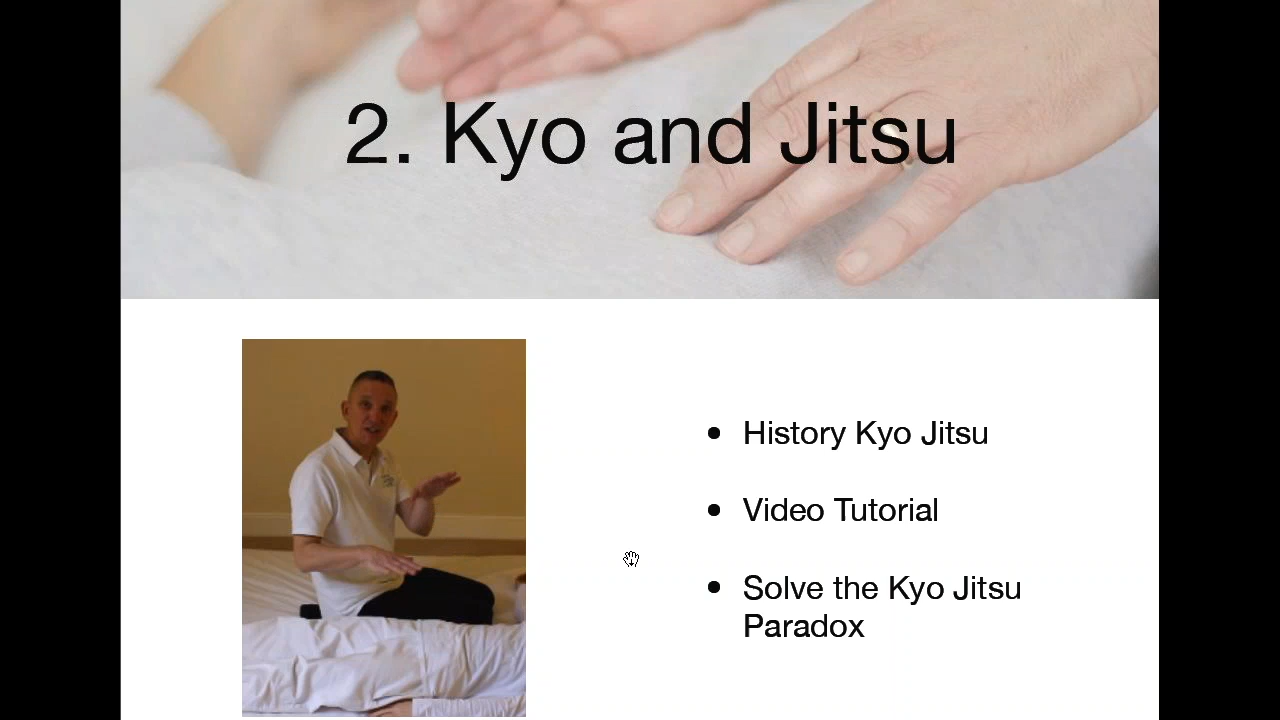 2. Kyo and Jitsu
• History Kyo Jitsu
• Video Tutorial
• Solve the Kyo Jitsu
Paradox